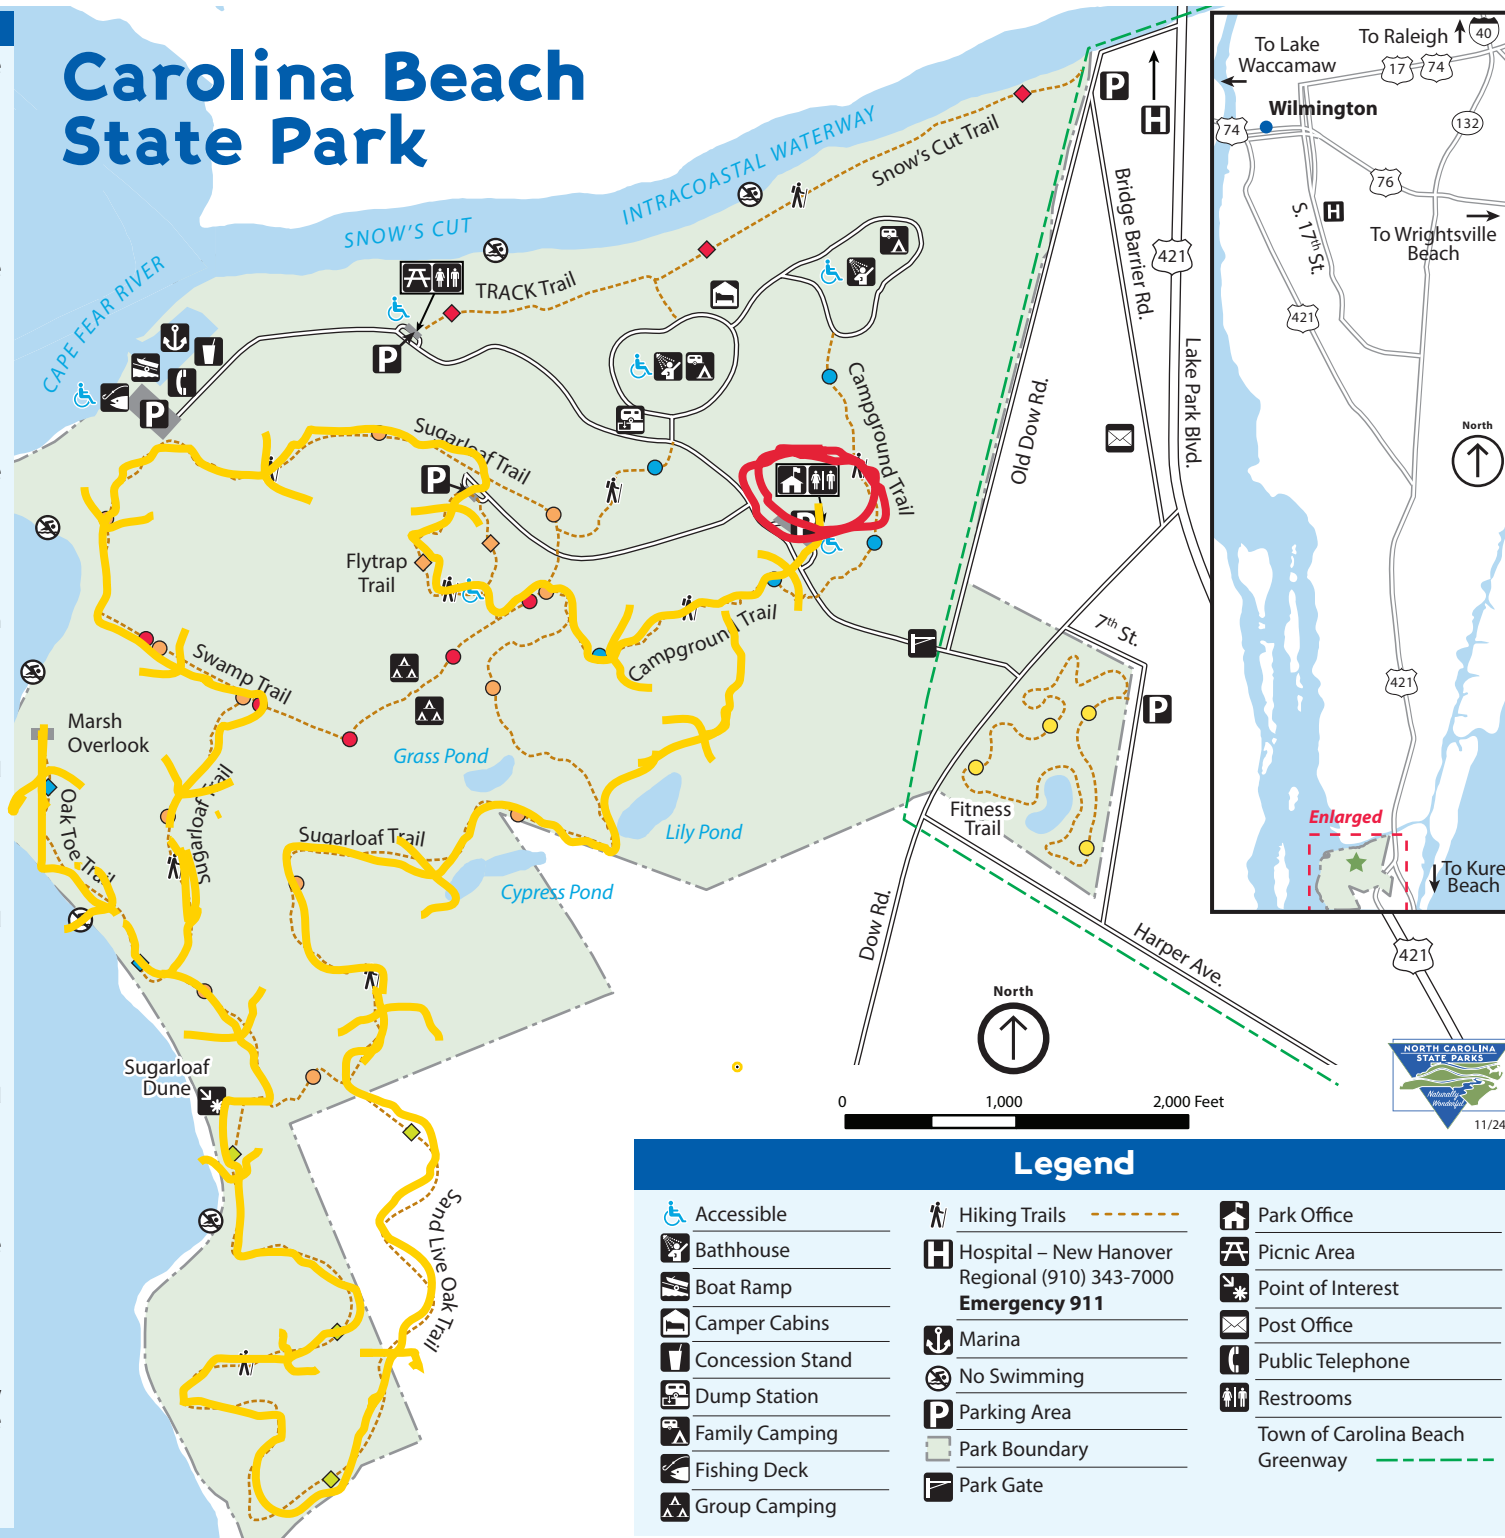 Carolina Beach
State Park
CAPE FEAR RIVER
SNOW'S CUT
INTRACOASTAL WATERWAY
Snow's Cut Trail
TRACK Trail
P
P
P
P
P
P
H
Sugarloaf Trail
Campground Trail
Flytrap
Trail
Campground Trail
Swamp Trail
Marsh
Overlook
Oak Toe Trail
Sugarloaf Trail
Grass Pond
Lily Pond
Sugarloaf Trail
Cypress Pond
Sugarloaf
Dune
Sand Live Oak Trail
Old Dow Rd.
Bridge Barrier Rd.
421
Lake Park Blvd.
7th St.
Fitness
Trail
Dow Rd.
Harper Ave.
421
North
0 1,000 2,000 Feet
To Lake
Waccamaw
To Raleigh
40
17 74
Wilmington
74
132
76
S. 17th St.
H
To Wrightsville
Beach
421
North
421
Enlarged
To Kure
Beach
NORTH CAROLINA
STATE PARKS
Naturally
Wonderful
11/24
Legend
Accessible
Bathhouse
Boat Ramp
Camper Cabins
Concession Stand
Dump Station
Family Camping
Fishing Deck
Group Camping
Hiking Trails
H Hospital – New Hanover
Regional (910) 343-7000
Emergency 911
Marina
No Swimming
P Parking Area
Park Boundary
Park Gate
Park Office
Picnic Area
Point of Interest
Post Office
Public Telephone
Restrooms
Town of Carolina Beach
Greenway